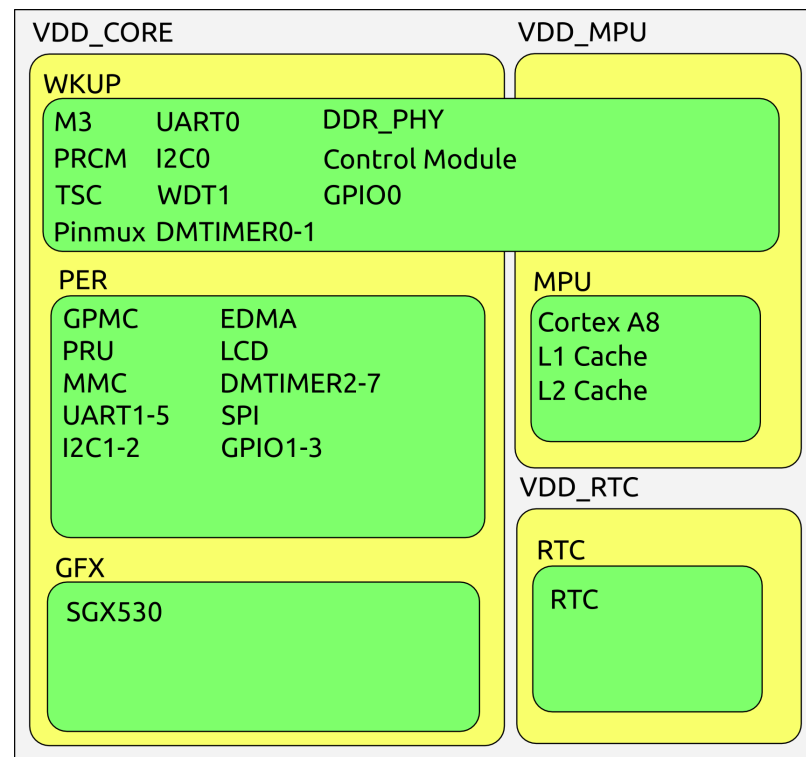 VDD_CORE
WKUP
M3 UART0 DDR_PHY
PRCM I2C0 Control Module
TSC WDT1 GPIO0
Pinmux DMTIMER0-1
PER
GPMC EDMA
PRU LCD
MMC DMTIMER2-7
UART1-5 SPI
I2C1-2 GPIO1-3
GFX
SGX530
VDD_MPU
MPU
Cortex A8
L1 Cache
L2 Cache
VDD_RTC
RTC
RTC